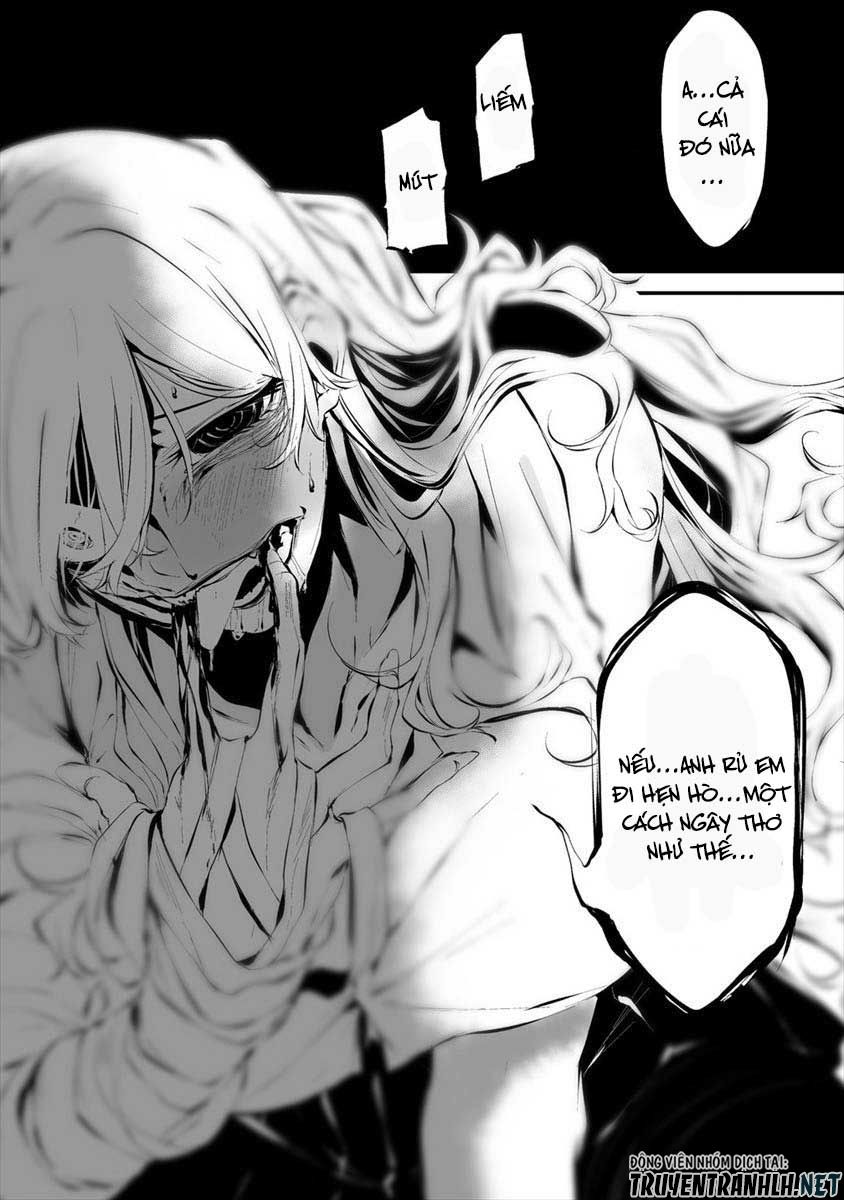 A...CẢ
CÁI
ĐÓ NỮA
...
LIẾM
MÚT
NẾU...ANH RỦ EM
ĐI HẸN HÒ...MỘT
CÁCH NGÂY THƠ
NHƯ THẾ...
ĐỘNG VIÊN NHÓM DỊCH TẠI:
TRUYENTRANHLH.NET